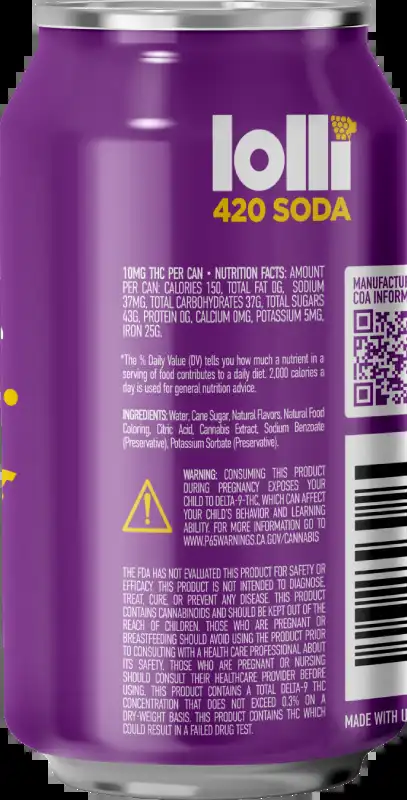 lolli
420 SODA
10MG THC PER CAN • NUTRITION FACTS: AMOUNT
PER CAN: CALORIES 150, TOTAL FAT 0G, SODIUM
37MG, TOTAL CARBOHYDRATES 37G, TOTAL SUGARS
43G, PROTEIN 0G, CALCIUM 0MG, POTASSIUM 5MG,
IRON 25G.
*The % Daily Value (DV) tells you how much a nutrient in a
serving of food contributes to a daily diet. 2,000 calories a
day is used for general nutrition advice.
INGREDIENTS: Water, Cane Sugar, Natural Flavors, Natural Food
Coloring, Citric Acid, Cannabis Extract, Sodium Benzoate
(Preservative), Potassium Sorbate (Preservative).
WARNING: CONSUMING THIS PRODUCT
DURING PREGNANCY EXPOSES YOUR
CHILD TO DELTA-9-THC, WHICH CAN AFFECT
YOUR CHILD'S BEHAVIOR AND LEARNING
ABILITY. FOR MORE INFORMATION GO TO
WWW.P65WARNINGS.CA.GOV/CANNABIS
THE FDA HAS NOT EVALUATED THIS PRODUCT FOR SAFETY OR
EFFICACY. THIS PRODUCT IS NOT INTENDED TO DIAGNOSE,
TREAT, CURE, OR PREVENT ANY DISEASE. THIS PRODUCT
CONTAINS CANNABINOIDS AND SHOULD BE KEPT OUT OF THE
REACH OF CHILDREN. THOSE WHO ARE PREGNANT OR
BREASTFEEDING SHOULD AVOID USING THE PRODUCT PRIOR
TO CONSULTING WITH A HEALTH CARE PROFESSIONAL ABOUT
ITS SAFETY. THOSE WHO ARE PREGNANT OR NURSING
SHOULD CONSULT THEIR HEALTHCARE PROVIDER BEFORE
USING. THIS PRODUCT CONTAINS A TOTAL DELTA-9 THC
CONCENTRATION THAT DOES NOT EXCEED 0.3% ON A
DRY-WEIGHT BASIS. THIS PRODUCT CONTAINS THC WHICH
COULD RESULT IN A FAILED DRUG TEST.
MANUFACTUR
COA INFORM
MADE WITH U